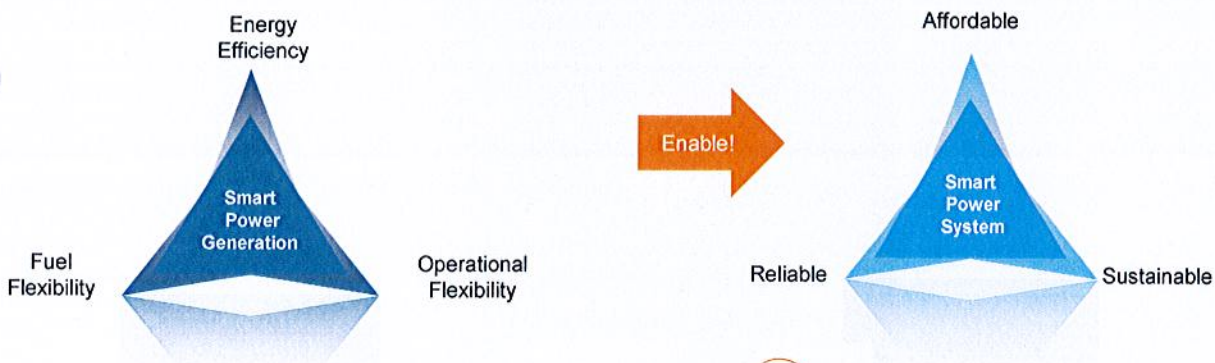 Energy
Efficiency
Smart
Power
Generation
Fuel
Flexibility
Operational
Flexibility
Enable!
Affordable
Smart
Power
System
Reliable
Sustainable